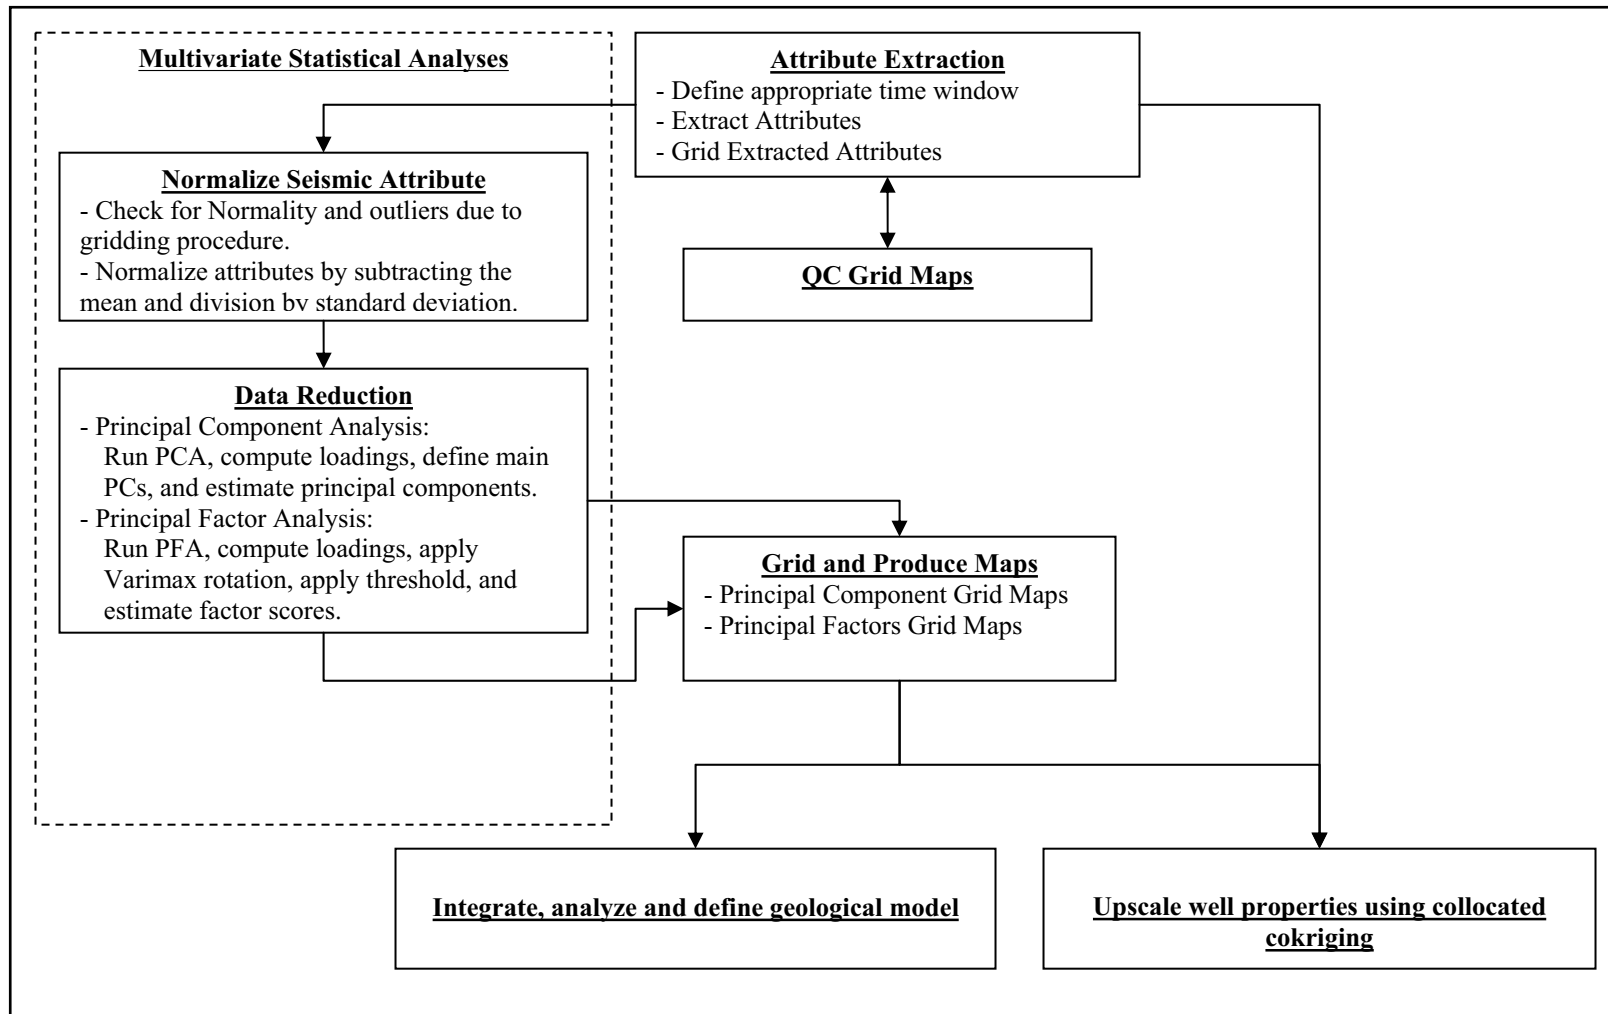 Multivariate Statistical Analyses
Attribute Extraction
- Define appropriate time window
- Extract Attributes
- Grid Extracted Attributes
Normalize Seismic Attribute
- Check for Normality and outliers due to
gridding procedure.
- Normalize attributes by subtracting the
mean and division by standard deviation.
QC Grid Maps
Data Reduction
- Principal Component Analysis:
Run PCA, compute loadings, define main
PCs, and estimate principal components.
- Principal Factor Analysis:
Run PFA, compute loadings, apply
Varimax rotation, apply threshold, and
estimate factor scores.
Grid and Produce Maps
- Principal Component Grid Maps
- Principal Factors Grid Maps
Integrate, analyze and define geological model
Upscale well properties using collocated
cokriging